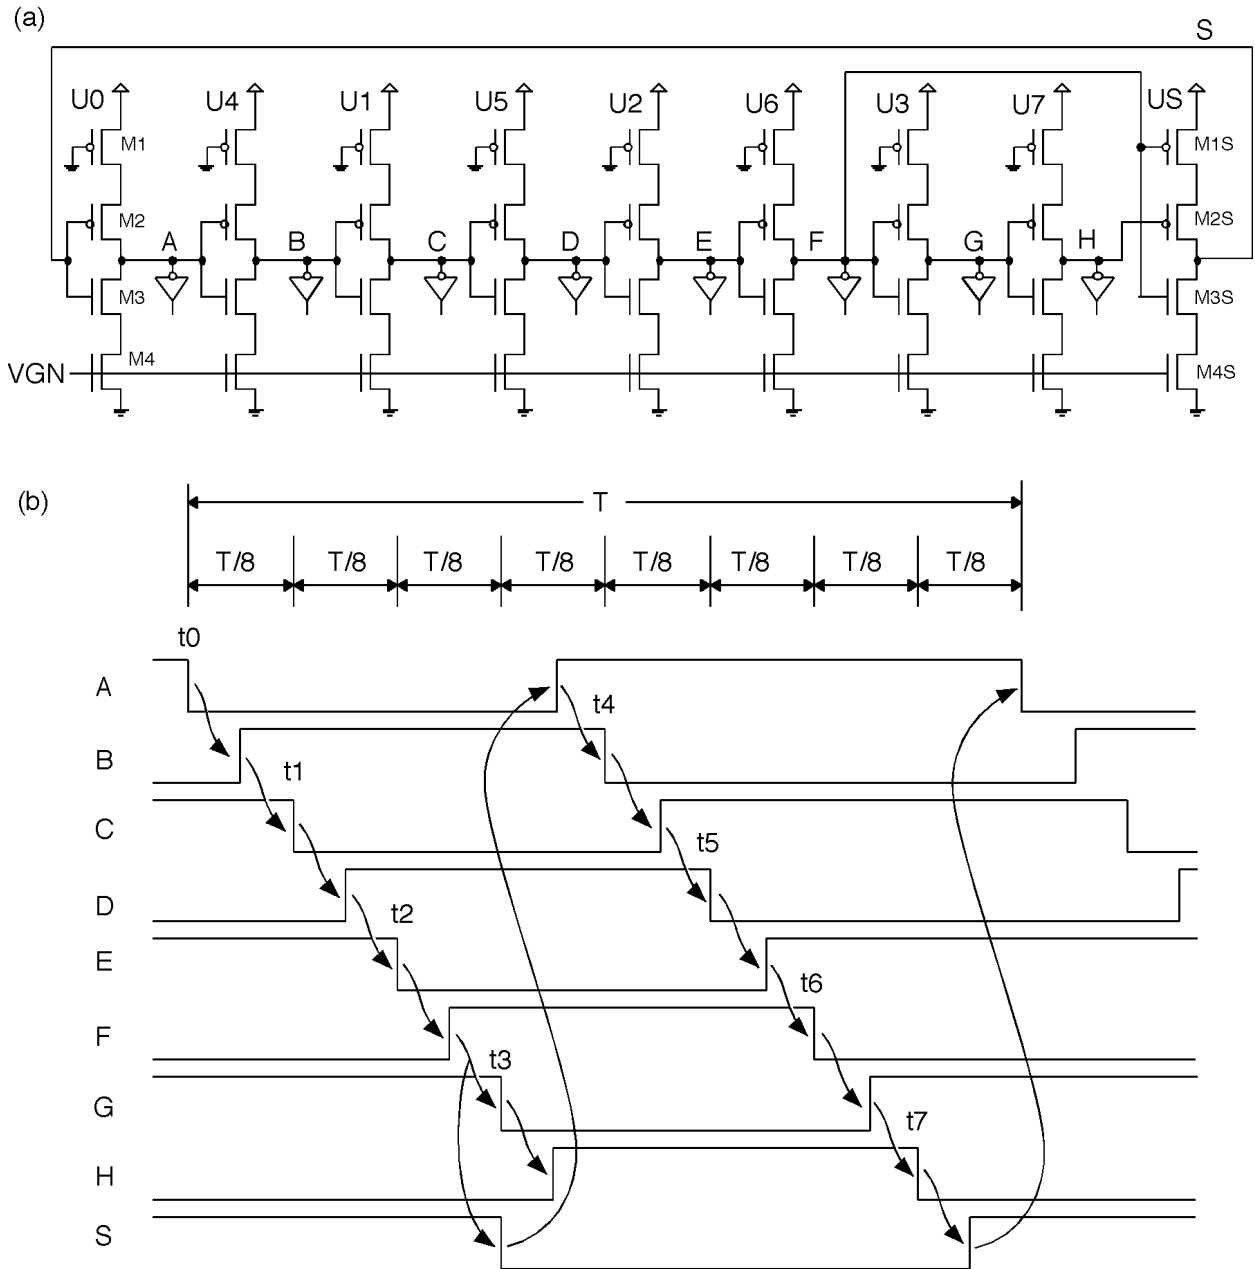 (a)
S
U0 U4 U1 U5 U2 U6 U3 U7 US
M1 M1S
M2 M2S
A B C D E F G H
M3 M3S
M4 M4S
VGN
(b)
T
T/8 T/8 T/8 T/8 T/8 T/8 T/8 T/8
t0
A
t4
B
t1
C
t5
D
t2
E
t6
F
t3
G
t7
H
S